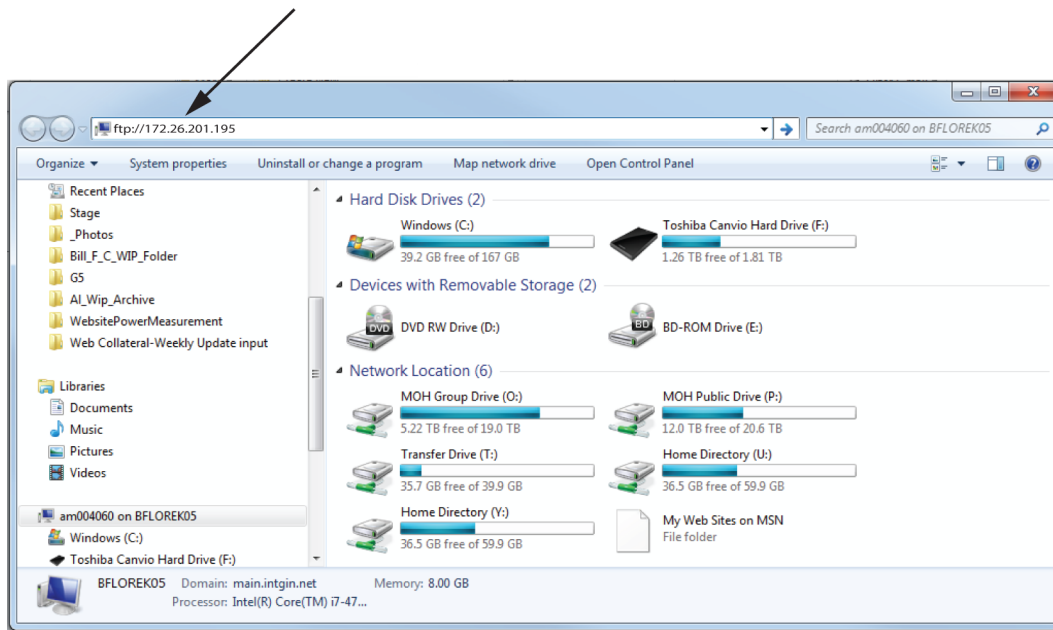 ftp://172.26.201.195
Search am004060 on BFLOREK05
Organize
System properties
Uninstall or change a program
Map network drive
Open Control Panel
Recent Places
Stage
_Photos
Bill_F_C_WIP_Folder
G5
AI_Wip_Archive
WebsitePowerMeasurement
Web Collateral-Weekly Update input
Libraries
Documents
Music
Pictures
Videos
am004060 on BFLOREK05
Windows (C:)
Toshiba Canvio Hard Drive (F:)
Hard Disk Drives (2)
Windows (C:)
39.2 GB free of 167 GB
Toshiba Canvio Hard Drive (F:)
1.26 TB free of 1.81 TB
Devices with Removable Storage (2)
DVD
DVD RW Drive (D:)
BD
BD-ROM Drive (E:)
Network Location (6)
MOH Group Drive (O:)
5.22 TB free of 19.0 TB
MOH Public Drive (P:)
12.0 TB free of 20.6 TB
Transfer Drive (T:)
35.7 GB free of 39.9 GB
Home Directory (U:)
36.5 GB free of 59.9 GB
Home Directory (Y:)
36.5 GB free of 59.9 GB
My Web Sites on MSN
File folder
BFLOREK05 Domain: main.intgin.net Memory: 8.00 GB
Processor: Intel(R) Core(TM) i7-47...